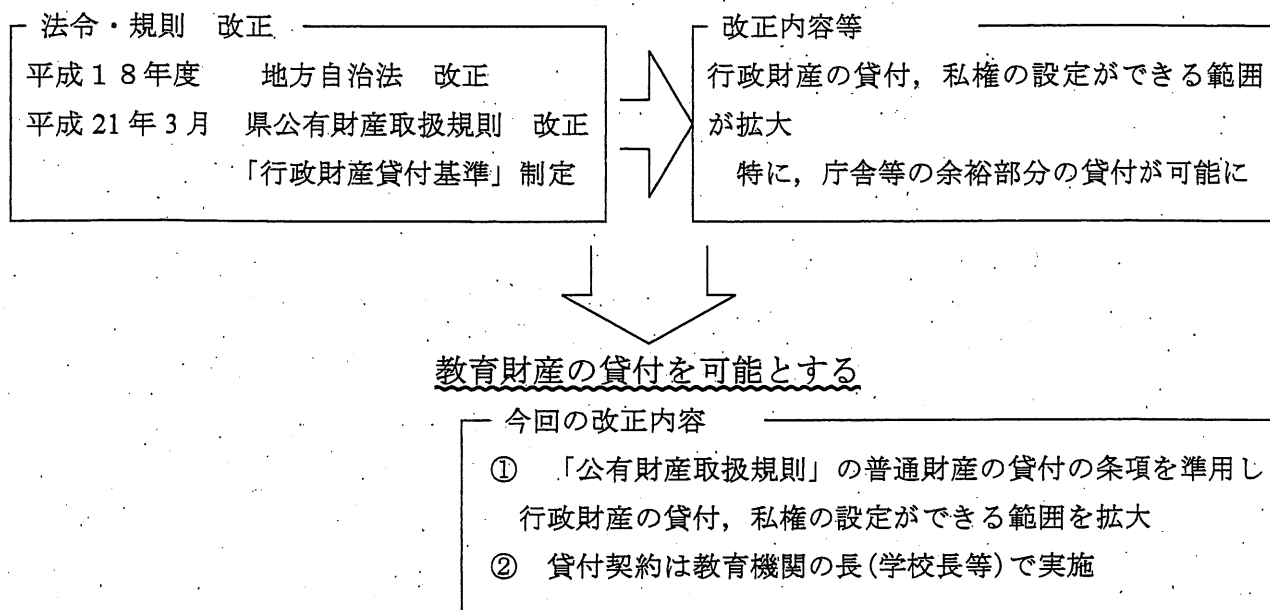 法令・規則　改正
平成１８年度　　地方自治法　改正
平成 21 年 3 月　県公有財産取扱規則　改正
「行政財産貸付基準」制定
改正内容等
行政財産の貸付，私権の設定ができる範囲
が拡大
特に，庁舎等の余裕部分の貸付が可能に
教育財産の貸付を可能とする
今回の改正内容
①　「公有財産取扱規則」の普通財産の貸付の条項を準用し
行政財産の貸付，私権の設定ができる範囲を拡大
②　貸付契約は教育機関の長(学校長等)で実施